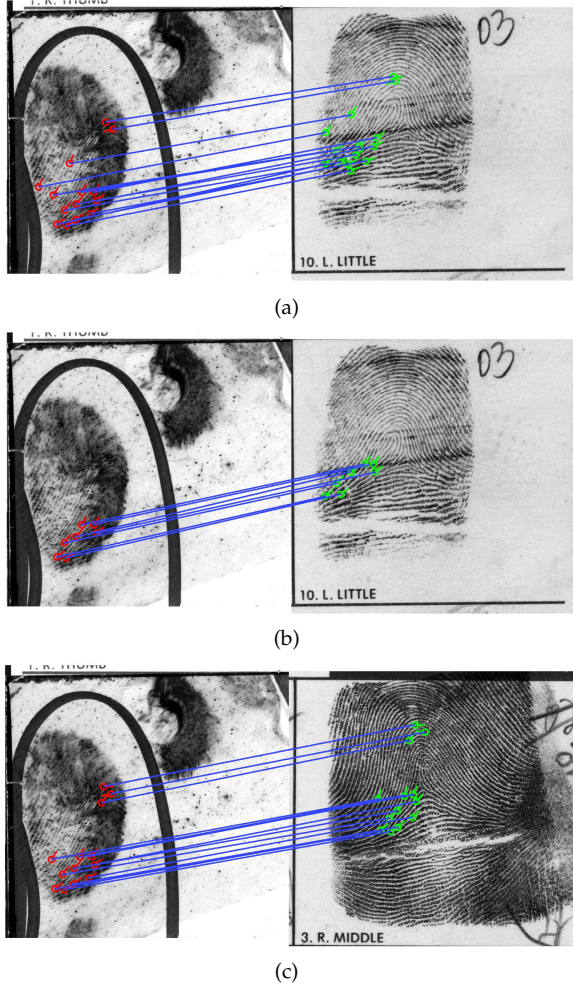 1. R. THUMB
03
10. L. LITTLE
(a)
1. R. THUMB
03
10. L. LITTLE
(b)
1. R. THUMB
3. R. MIDDLE
(c)